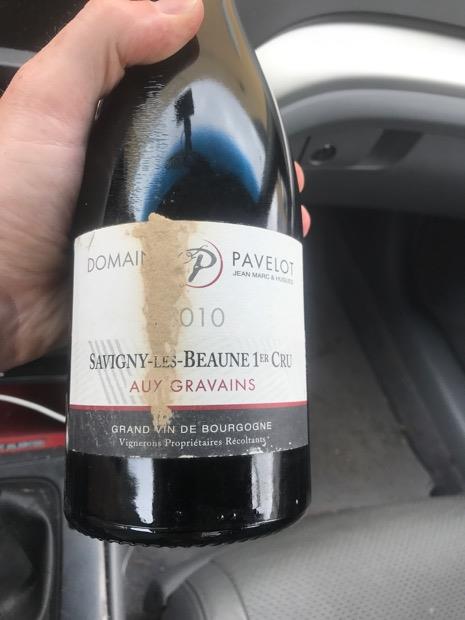 DOMAIN P PAVELOT
JEAN MARC & HUGUES
2010
SAVIGNY-LES-BEAUNE 1ER CRU
AUX GRAVAINS
GRAND VIN DE BOURGOGNE
Vignerons Propriétaires Récoltants